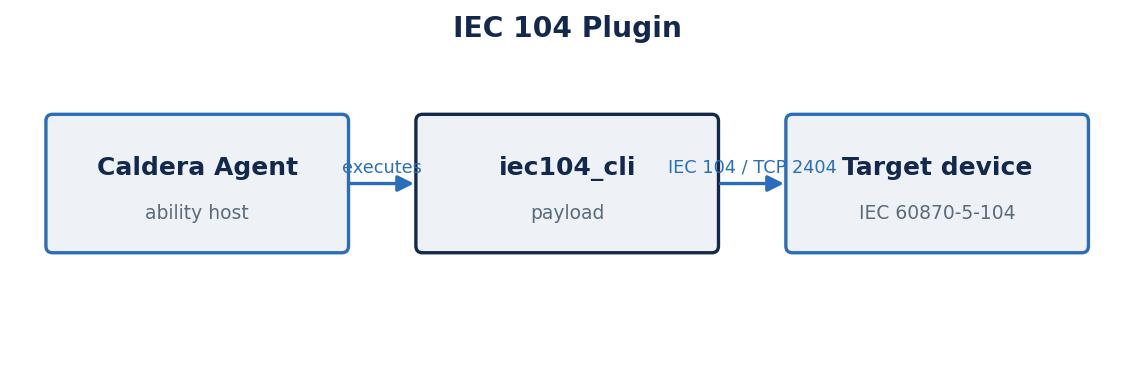 IEC 104 Plugin
Caldera Agent
ability host
executes
iec104_cli
payload
IEC 104 / TCP 2404
Target device
IEC 60870-5-104